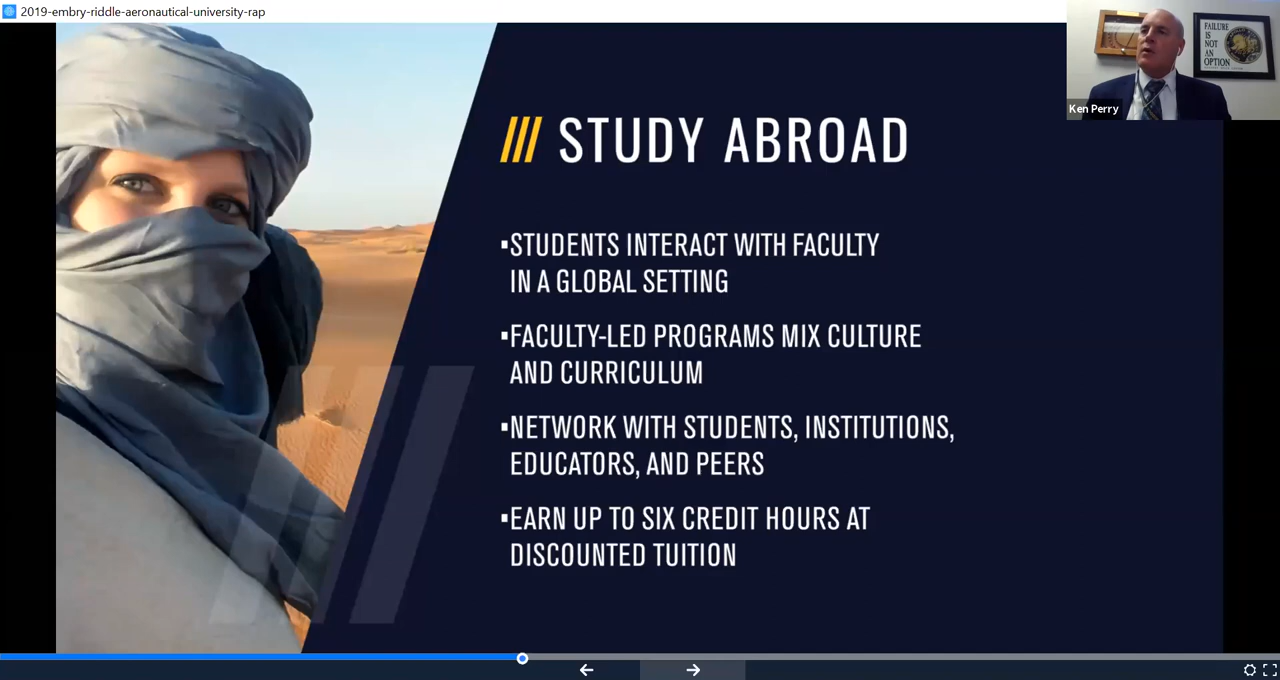 2019-embry-riddle-aeronautical-university-rap
FAILURE
IS
NOT
AN
OPTION
Ken Perry
STUDY ABROAD
▪STUDENTS INTERACT WITH FACULTY
IN A GLOBAL SETTING
▪FACULTY-LED PROGRAMS MIX CULTURE
AND CURRICULUM
▪NETWORK WITH STUDENTS, INSTITUTIONS,
EDUCATORS, AND PEERS
▪EARN UP TO SIX CREDIT HOURS AT
DISCOUNTED TUITION